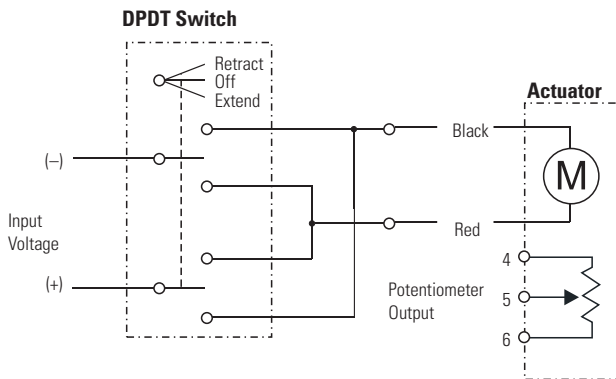 DPDT Switch
Retract
Off
Extend
Actuator
(–)
Black
M
Input
Voltage
Red
(+)
4
Potentiometer
Output
5
6